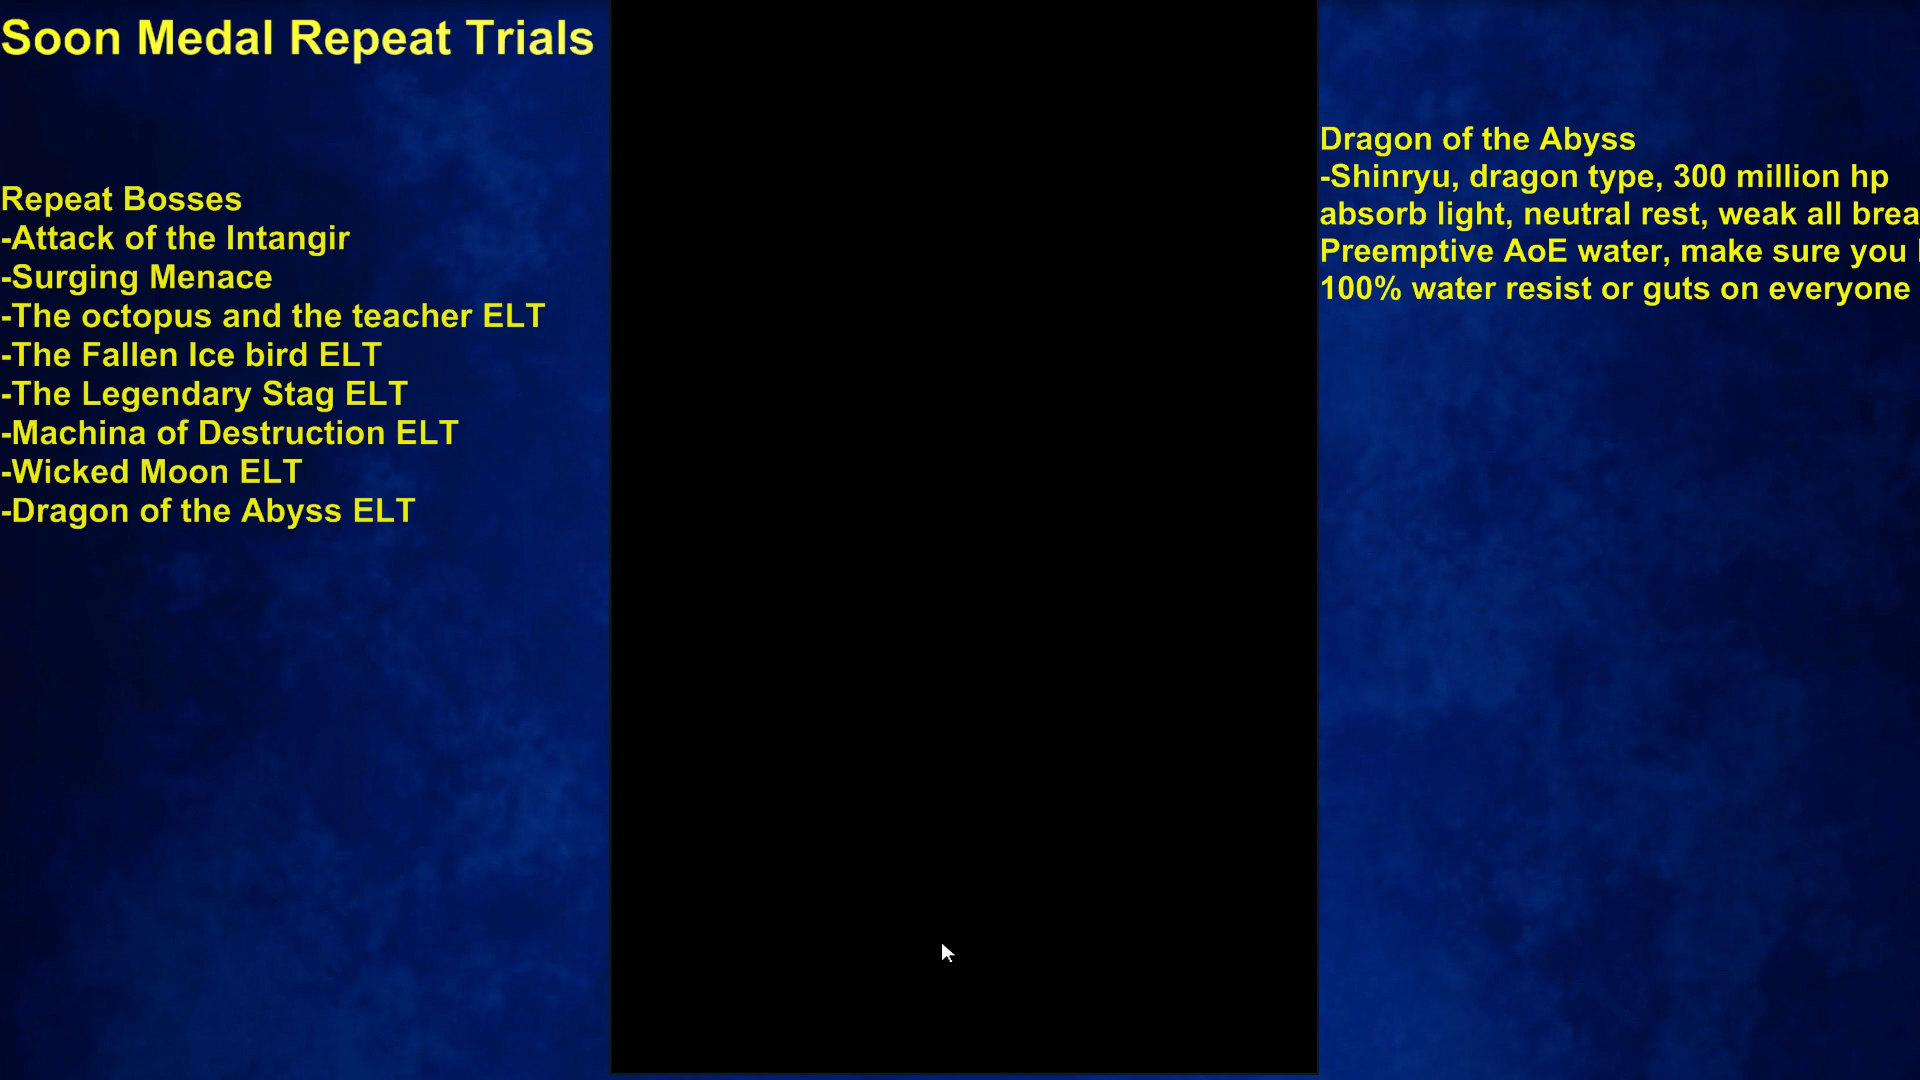 Soon Medal Repeat Trials
Repeat Bosses
-Attack of the Intangir
-Surging Menace
-The octopus and the teacher ELT
-The Fallen Ice bird ELT
-The Legendary Stag ELT
-Machina of Destruction ELT
-Wicked Moon ELT
-Dragon of the Abyss ELT
Dragon of the Abyss
-Shinryu, dragon type, 300 million hp
absorb light, neutral rest, weak all
Preemptive AoE water, make sure you
100% water resist or guts on everyone